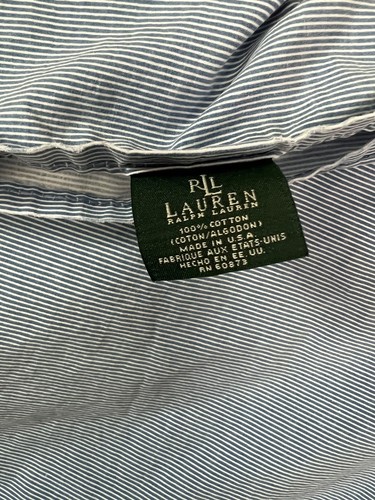 RLL
LAUREN
RALPH LAUREN
100% COTTON
(COTON/ALGODON)
MADE IN U.S.A.
FABRIQUE AUX ETATS-UNIS
HECHO EN EE. UU.
RN 60873